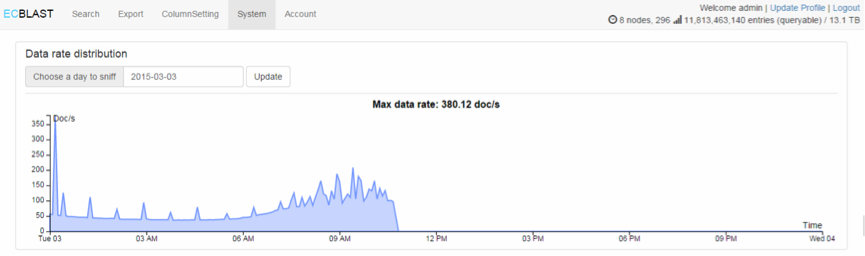 ECBLAST Search Export ColumnSetting System Account
Welcome admin | Update Profile | Logout
8 nodes, 296 11,813,463,140 entries (queryable) / 13.1 TB
Data rate distribution
Choose a day to sniff 2015-03-03 Update
Max data rate: 380.12 doc/s
Doc/s
350
300
250
200
150
100
50
0
Time
Tue 03 03 AM 06 AM 09 AM 12 PM 03 PM 06 PM 09 PM Wed 04